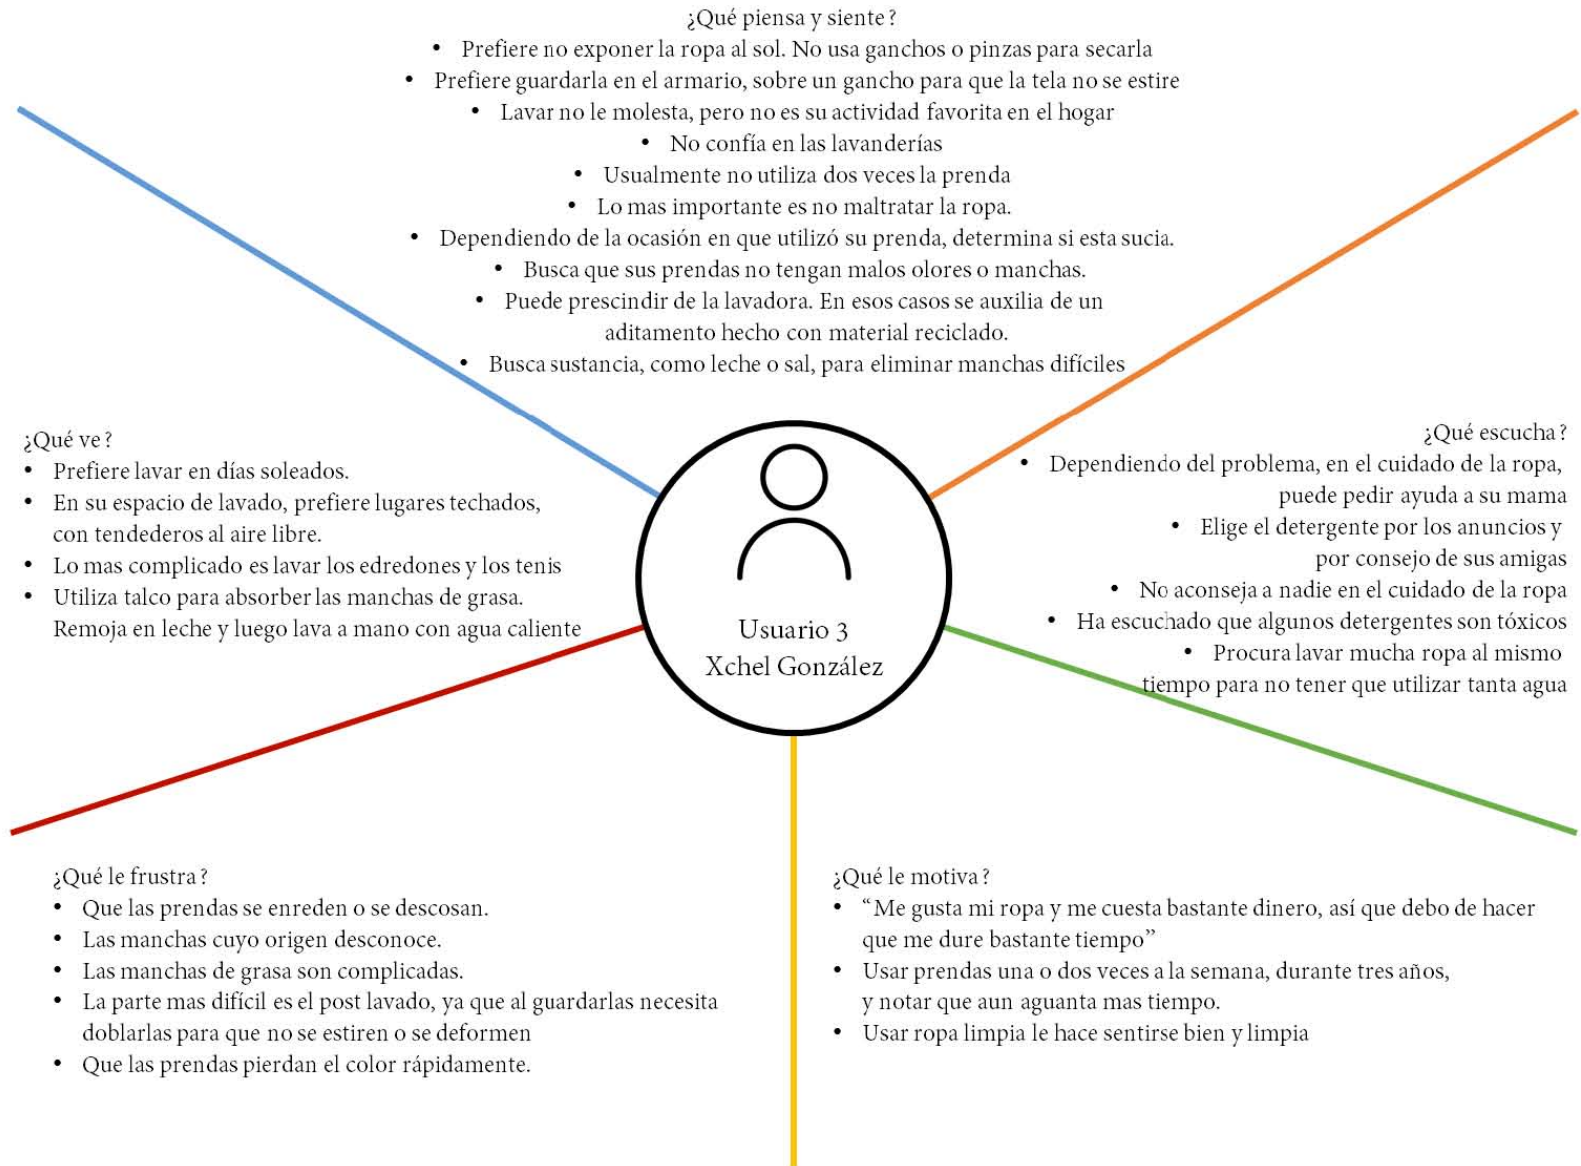 ¿Qué piensa y siente?
• Prefiere no exponer la ropa al sol. No usa ganchos o pinzas para secarla
• Prefiere guardarla en el armario, sobre un gancho para que la tela no se estire
• Lavar no le molesta, pero no es su actividad favorita en el hogar
• No confía en las lavanderías
• Usualmente no utiliza dos veces la prenda
• Lo mas importante es no maltratar la ropa.
• Dependiendo de la ocasión en que utilizó su prenda, determina si esta sucia.
• Busca que sus prendas no tengan malos olores o manchas.
• Puede prescindir de la lavadora. En esos casos se auxilia de un
aditamento hecho con material reciclado.
• Busca sustancia, como leche o sal, para eliminar manchas difíciles
¿Qué ve?
• Prefiere lavar en días soleados.
• En su espacio de lavado, prefiere lugares techados,
con tendederos al aire libre.
• Lo mas complicado es lavar los edredones y los tenis
• Utiliza talco para absorber las manchas de grasa.
Remoja en leche y luego lava a mano con agua caliente
Usuario 3
Xchel González
¿Qué escucha?
• Dependiendo del problema, en el cuidado de la ropa,
puede pedir ayuda a su mama
• Elige el detergente por los anuncios y
por consejo de sus amigas
• No aconseja a nadie en el cuidado de la ropa
• Ha escuchado que algunos detergentes son tóxicos
• Procura lavar mucha ropa al mismo
tiempo para no tener que utilizar tanta agua
¿Qué le frustra?
• Que las prendas se enreden o se descosan.
• Las manchas cuyo origen desconoce.
• Las manchas de grasa son complicadas.
• La parte mas difícil es el post lavado, ya que al guardarlas necesita
doblarlas para que no se estiren o se deformen
• Que las prendas pierdan el color rápidamente.
¿Qué le motiva?
• “Me gusta mi ropa y me cuesta bastante dinero, así que debo de hacer
que me dure bastante tiempo”
• Usar prendas una o dos veces a la semana, durante tres años,
y notar que aun aguanta mas tiempo.
• Usar ropa limpia le hace sentirse bien y limpia